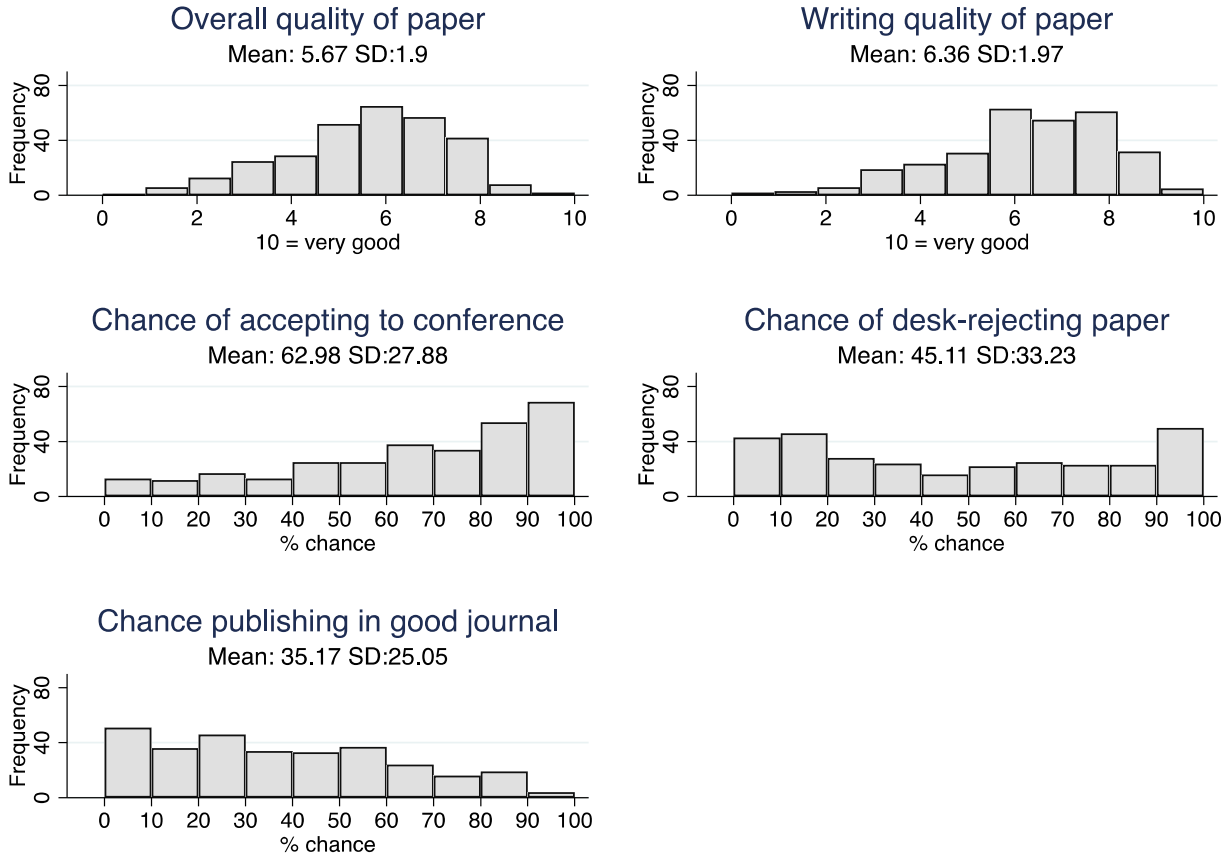 Overall quality of paper
Mean: 5.67 SD:1.9
Frequency
80
40
0
0 2 4 6 8 10
10 = very good
Writing quality of paper
Mean: 6.36 SD:1.97
Frequency
80
40
0
0 2 4 6 8 10
10 = very good
Chance of accepting to conference
Mean: 62.98 SD:27.88
Frequency
80
40
0
0 10 20 30 40 50 60 70 80 90 100
% chance
Chance of desk-rejecting paper
Mean: 45.11 SD:33.23
Frequency
80
40
0
0 10 20 30 40 50 60 70 80 90 100
% chance
Chance publishing in good journal
Mean: 35.17 SD:25.05
Frequency
80
40
0
0 10 20 30 40 50 60 70 80 90 100
% chance